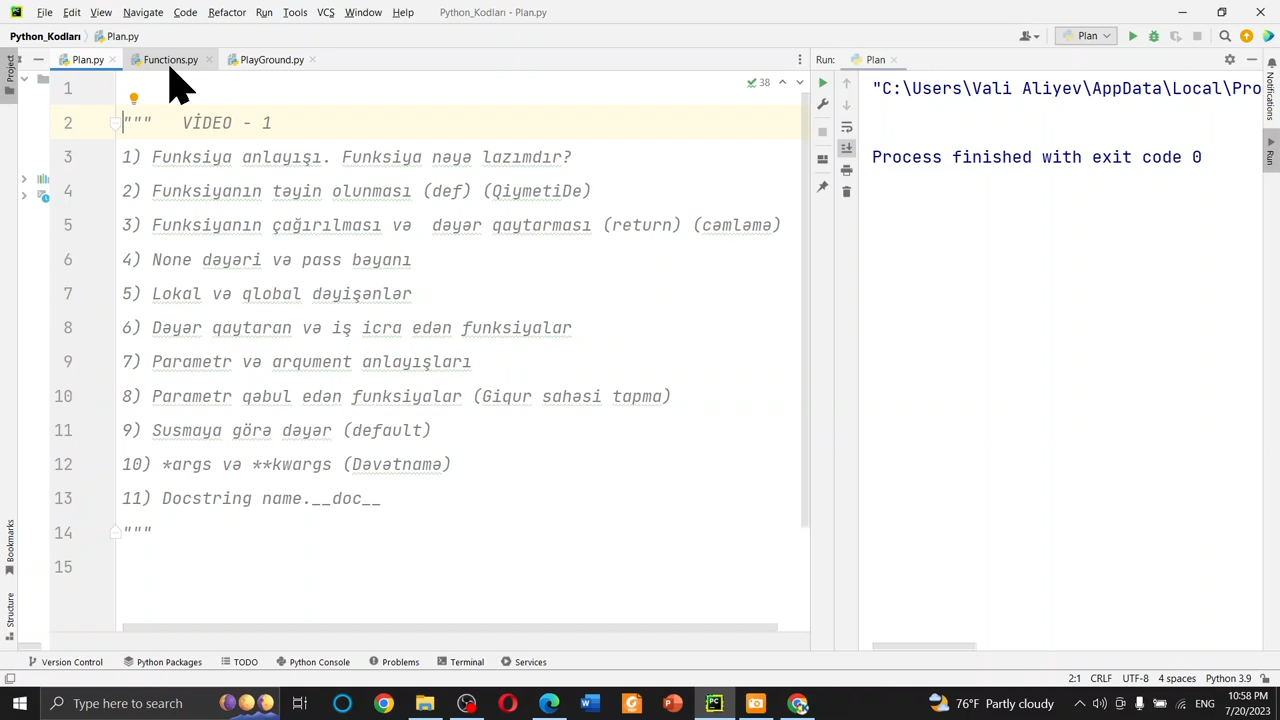 File Edit View Navigate Code Refactor Run Tools VCS Window Help Python_Kodları - Plan.py
Python_Kodları Plan.py Plan
Project Plan.py Functions.py PlayGround.py Run: Plan Notifications
1 38 "C:\Users\Vali Aliyev\AppData\Local\Pro
2 """ VİDEO - 1
3 1) Funksiya anlayışı. Funksiya nəyə lazımdır? Process finished with exit code 0
Run
4 2) Funksiyanın təyin olunması (def) (QiymetiDe)
5 3) Funksiyanın çağırılması və dəyər qaytarması (return) (cəmləmə)
6 4) None dəyəri və pass bəyanı
7 5) Lokal və qlobal dəyişənlər
8 6) Dəyər qaytaran və iş icra edən funksiyalar
9 7) Parametr və arqument anlayışları
10 8) Parametr qəbul edən funksiyalar (Giqur sahəsi tapma)
11 9) Susmaya görə dəyər (default)
12 10) *args və **kwargs (Dəvətnamə)
13 11) Docstring name.__doc__
14 """
15
Bookmarks
Structure
Version Control Python Packages TODO Python Console Problems Terminal Services
2:1 CRLF UTF-8 4 spaces Python 3.9
Type here to search 76°F Partly cloudy ENG 10:58 PM
7/20/2023